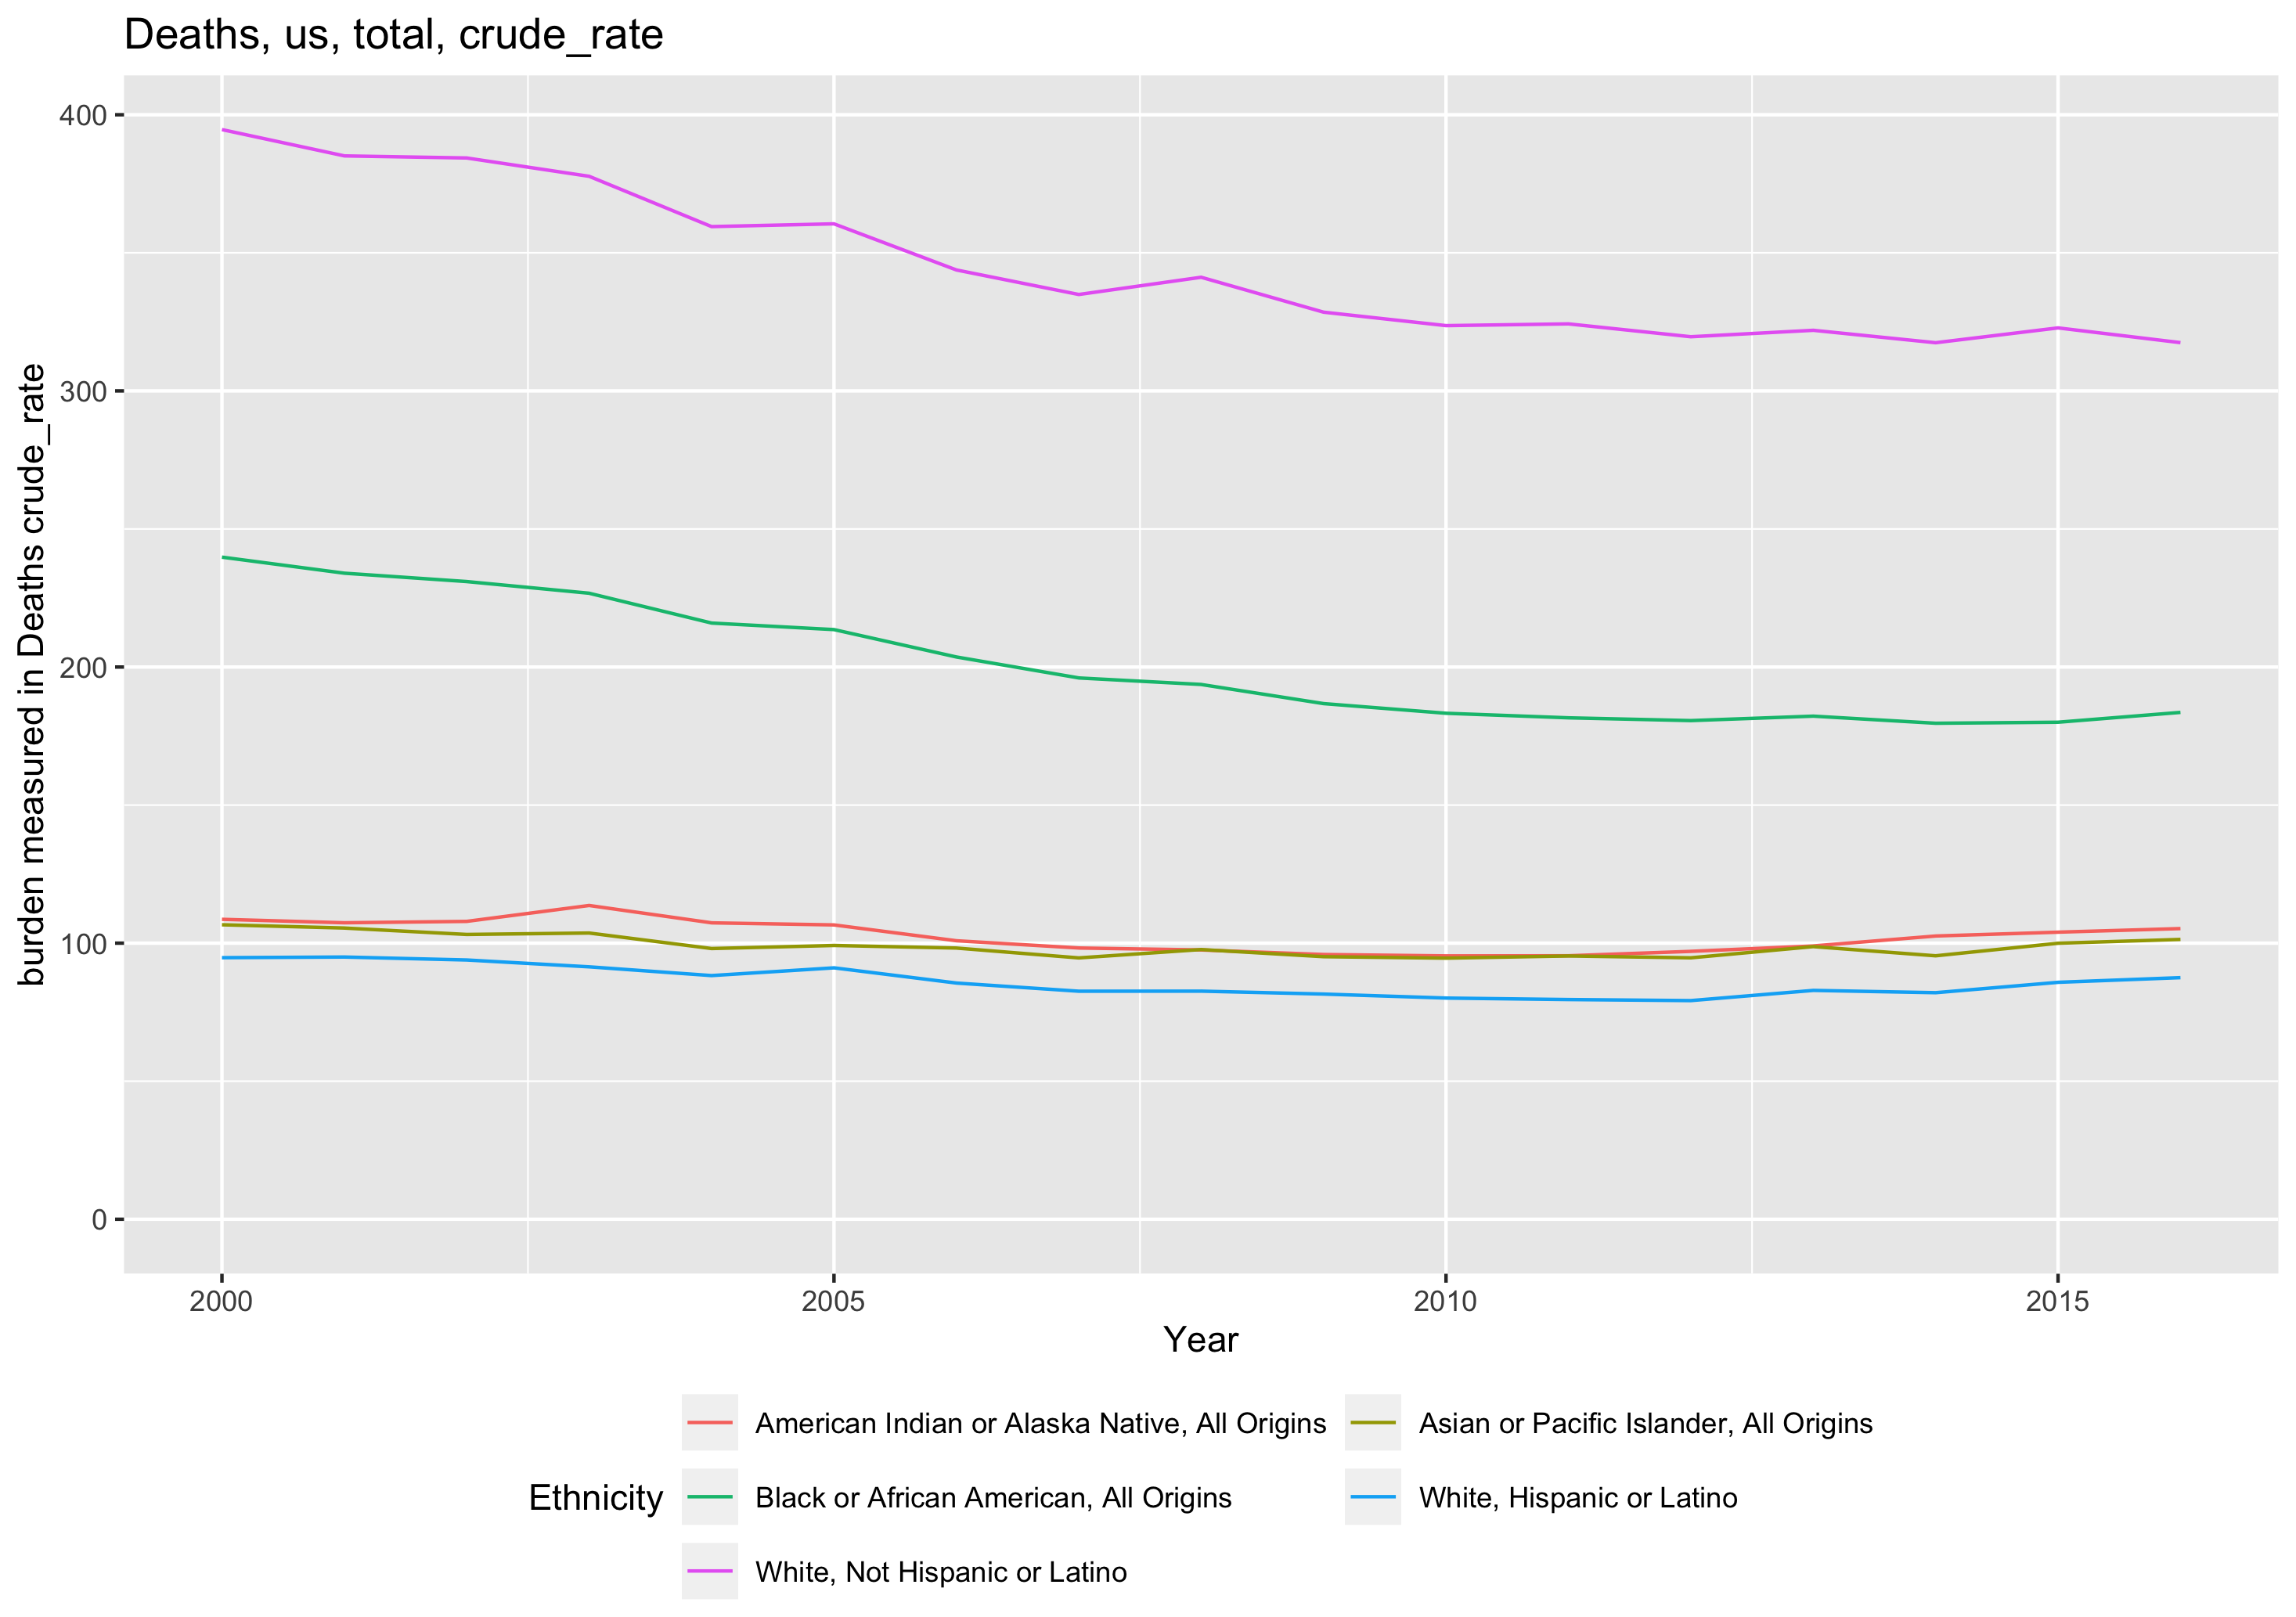 Deaths, us, total, crude_rate
burden measured in Deaths crude_rate
400
300
200
100
0
2000 2005 2010 2015
Year
Ethnicity
American Indian or Alaska Native, All Origins
Asian or Pacific Islander, All Origins
Black or African American, All Origins
White, Hispanic or Latino
White, Not Hispanic or Latino